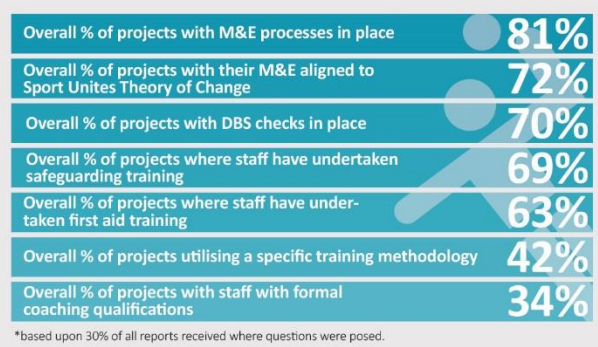 Overall % of projects with M&E processes in place 81%
Overall % of projects with their M&E aligned to
Sport Unites Theory of Change 72%
Overall % of projects with DBS checks in place 70%
Overall % of projects where staff have undertaken
safeguarding training 69%
Overall % of projects where staff have under-
taken first aid training 63%
Overall % of projects utilising a specific training methodology 42%
Overall % of projects with staff with formal
coaching qualifications 34%
*based upon 30% of all reports received where questions were posed.